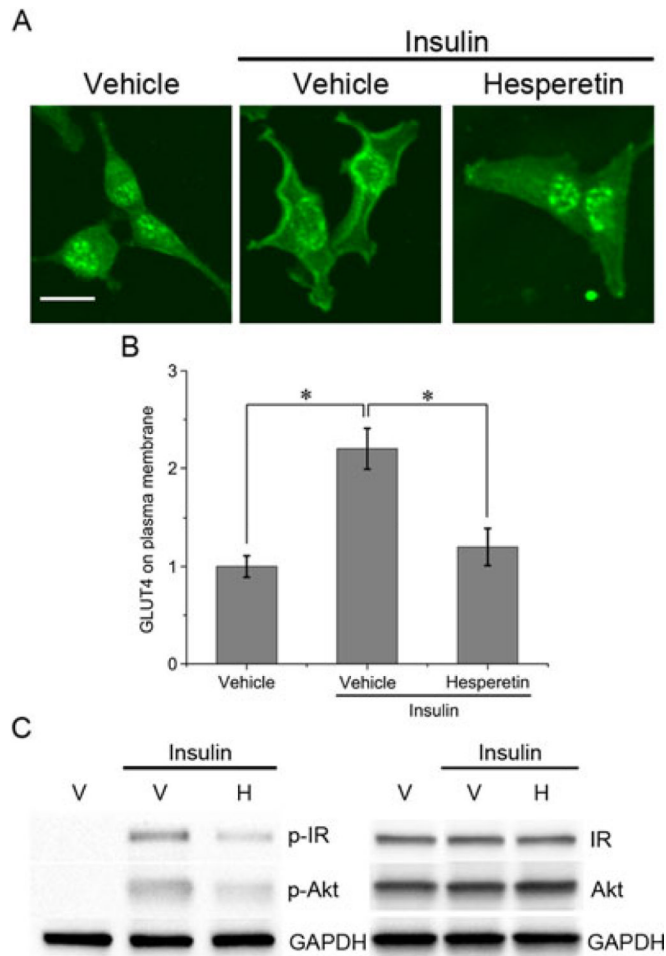 A
Insulin
Vehicle Vehicle Hesperetin
B
3
2
1
0
GLUT4 on plasma membrane
* *
Vehicle Vehicle Hesperetin
Insulin
C
Insulin Insulin
V V H V V H
p-IR IR
p-Akt Akt
GAPDH GAPDH